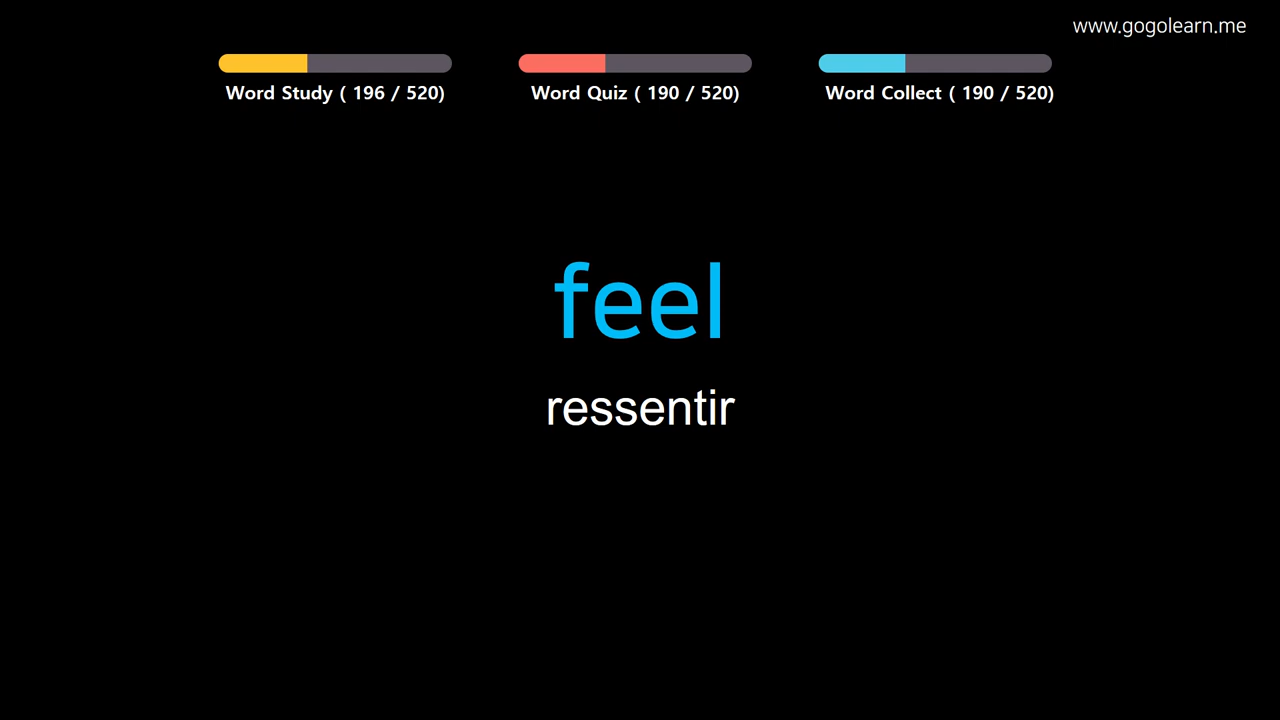 www.gogolearn.me
Word Study ( 196 / 520)
Word Quiz ( 190 / 520)
Word Collect ( 190 / 520)
feel
ressentir